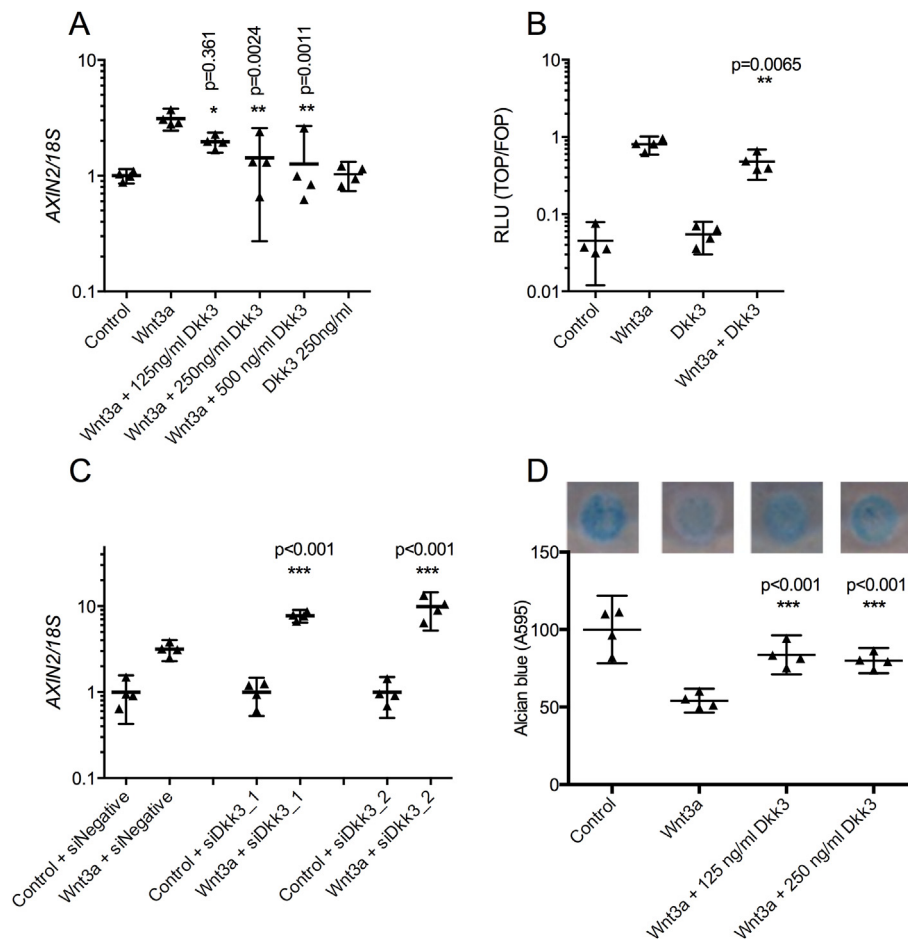 A
p=0.361
p=0.0024
p=0.0011
*
**
**
10
1
0.1
AXIN2/18S
Control
Wnt3a
Wnt3a + 125ng/ml Dkk3
Wnt3a + 250ng/ml Dkk3
Wnt3a + 500 ng/ml Dkk3
Dkk3 250ng/ml
B
p=0.0065
**
10
1
0.1
0.01
RLU (TOP/FOP)
Control
Wnt3a
Dkk3
Wnt3a + Dkk3
C
p<0.001
***
p<0.001
***
10
1
0.1
AXIN2/18S
Control + siNegative
Wnt3a + siNegative
Control + siDkk3_1
Wnt3a + siDkk3_1
Control + siDkk3_2
Wnt3a + siDkk3_2
D
p<0.001
***
p<0.001
***
150
100
50
0
Alcian blue (A595)
Control
Wnt3a
Wnt3a + 125 ng/ml Dkk3
Wnt3a + 250 ng/ml Dkk3